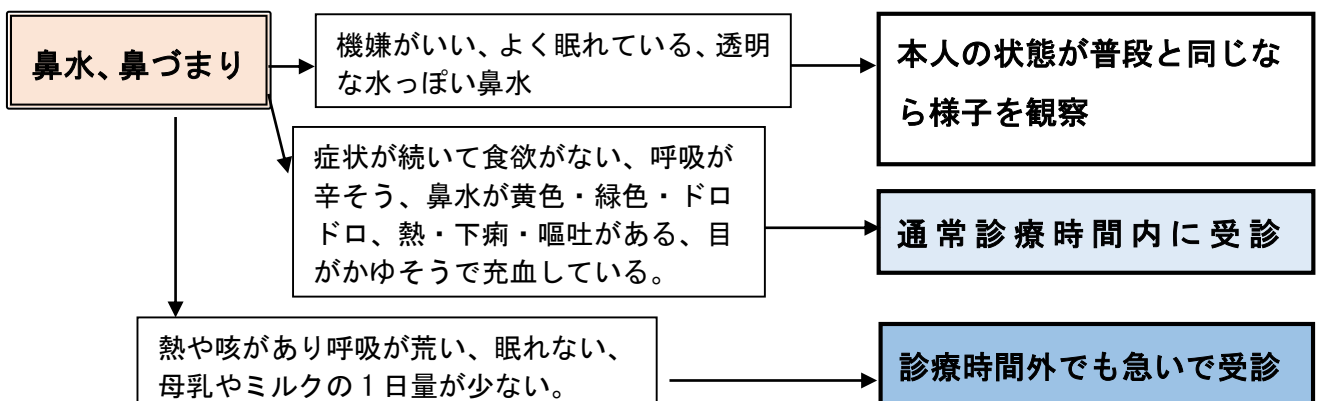 鼻水、鼻づまり
機嫌がいい、よく眠れている、透明
な水っぽい鼻水
本人の状態が普段と同じな
ら様子を観察
症状が続いて食欲がない、呼吸が
辛そう、鼻水が黄色・緑色・ドロ
ドロ、熱・下痢・嘔吐がある、目
がかゆそうで充血している。
通常診療時間内に受診
熱や咳があり呼吸が荒い、眠れない、
母乳やミルクの1日量が少ない。
診療時間外でも急いで受診